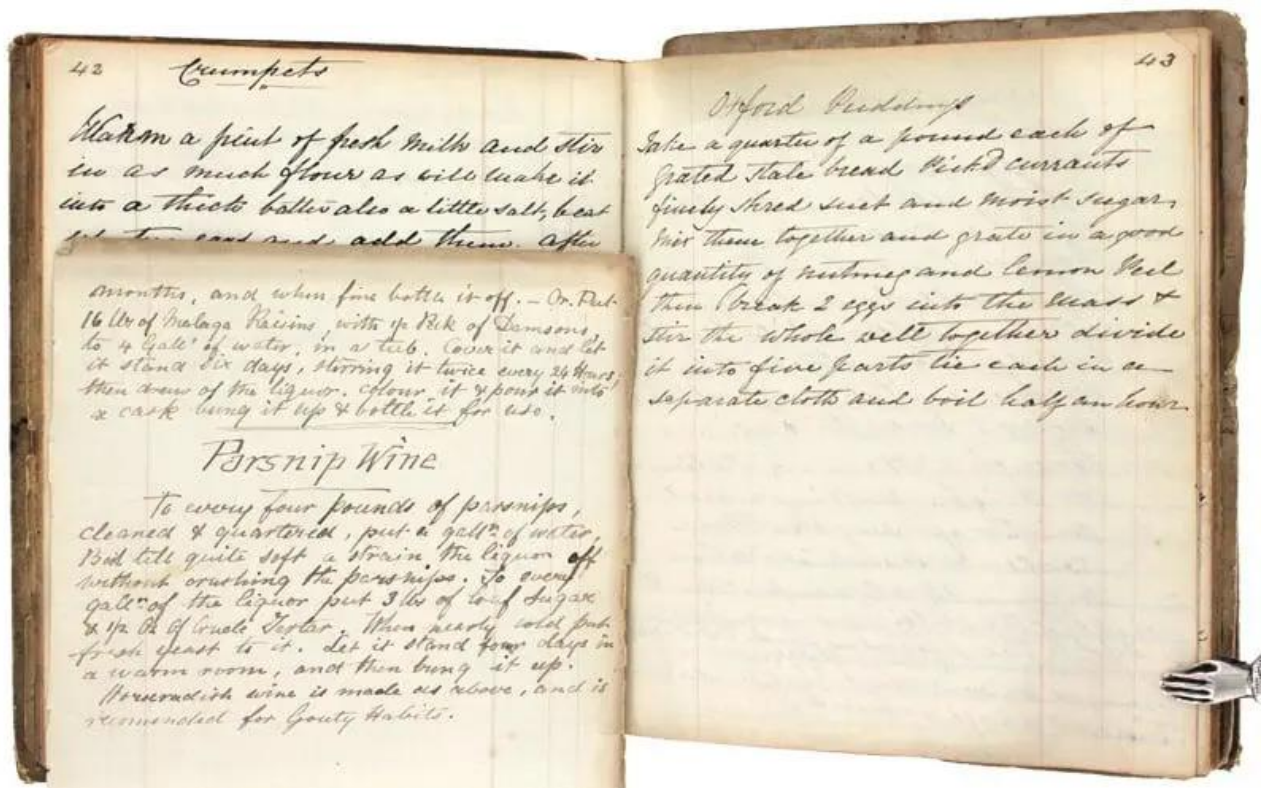 42
Crumpets
Warm a pint of fresh milk and stir
in as much flour as will make it
into a thick batter also a little salt, beat
add them. After
months, and when fine bottle it off. – Or. Put
16 lbs of Malaga Raisins, with 1/2 Peck of Damsons,
to 4 Galls of water, in a tub. Cover it and let
it stand Six days, stirring it twice every 24 Hours;
then draw of the liquor. Colour it & pour it into
a cask bung it up & bottle it for use.
Parsnip Wine
To every four pounds of parsnips,
cleaned & quartered, put a galln of water,
Boil till quite soft & strain the liquor off
without crushing the parsnips. To every
galln of the liquor put 3 lbs of loaf Sugar
& 1/2 Oz of Crude Tartar. When nearly cold put
fresh yeast to it. Let it stand four days in
a warm room, and then bung it up.
Horseradish wine is made as above, and is
recomended for Gouty Habits.
43
Oxford Puddings
Take a quarter of a pound each of
grated stale bread Pick'd currants
finely shred suet and moist sugar,
mix them together and grate in a good
quantity of nutmeg and lemon Peel
then break 2 eggs into the mass &
stir the whole well together divide
it into five parts tie each in a
separate cloth and boil half an hour